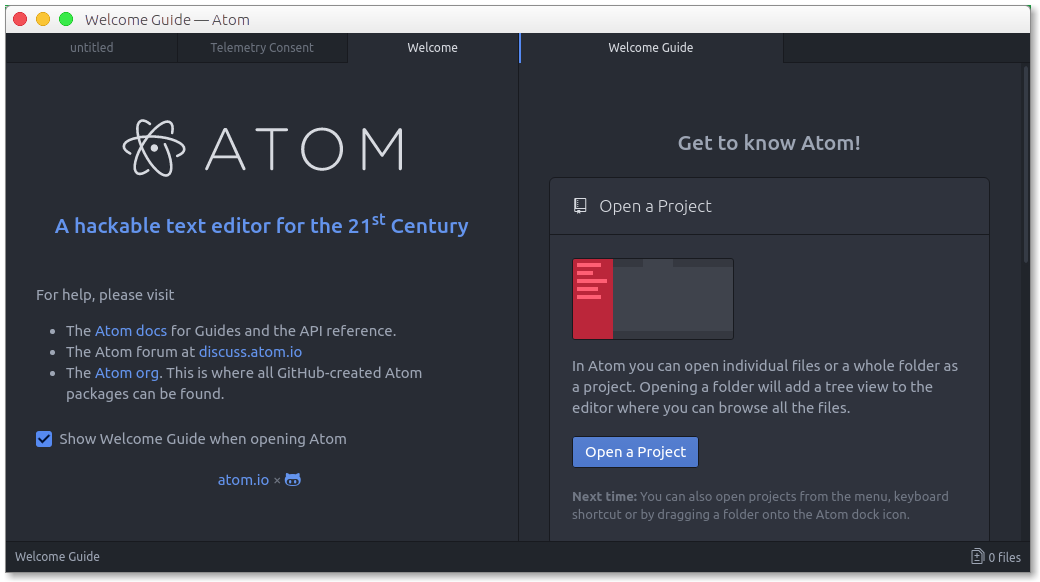 Welcome Guide — Atom
untitled
Telemetry Consent
Welcome
Welcome Guide
ATOM
A hackable text editor for the 21st Century
For help, please visit
• The Atom docs for Guides and the API reference.
• The Atom forum at discuss.atom.io
• The Atom org. This is where all GitHub-created Atom
packages can be found.
Show Welcome Guide when opening Atom
atom.io ×
Get to know Atom!
Open a Project
In Atom you can open individual files or a whole folder as
a project. Opening a folder will add a tree view to the
editor where you can browse all the files.
Open a Project
Next time: You can also open projects from the menu, keyboard
shortcut or by dragging a folder onto the Atom dock icon.
Welcome Guide
0 files